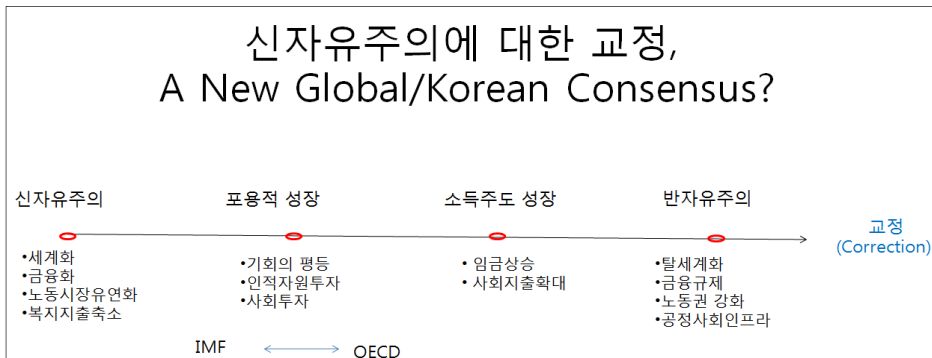 신자유주의에 대한 교정,
A New Global/Korean Consensus?
신자유주의
포용적 성장
소득주도 성장
반자유주의
교정
(Correction)
•세계화
•금융화
•노동시장유연화
•복지지출축소
•기회의 평등
•인적자원투자
•사회투자
• 임금상승
• 사회지출확대
•탈세계화
•금융규제
•노동권 강화
•공정사회인프라
IMF
OECD